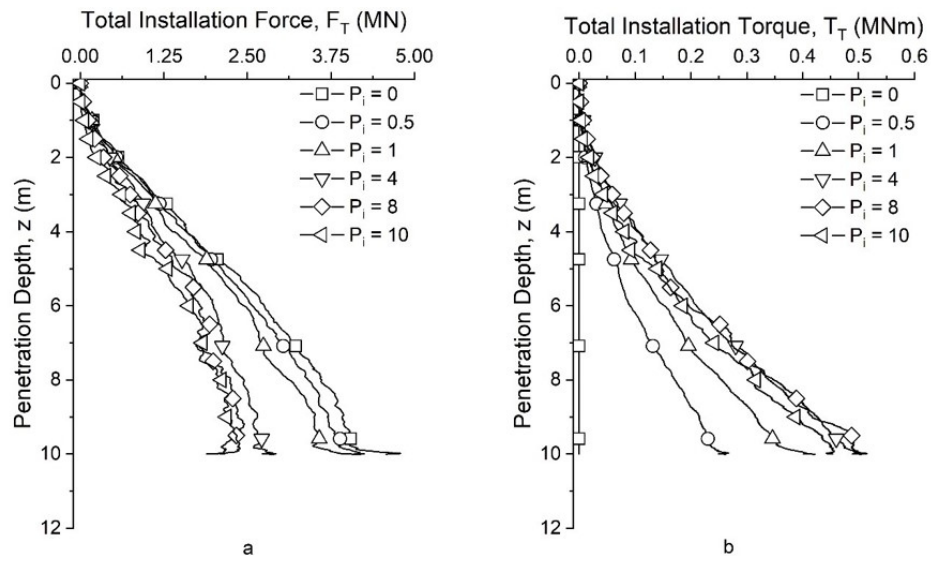 Total Installation Force, F_T (MN)
0.00 1.25 2.50 3.75 5.00
0
2
4
6
8
10
12
Penetration Depth, z (m)
P_i = 0
P_i = 0.5
P_i = 1
P_i = 4
P_i = 8
P_i = 10
a
Total Installation Torque, T_T (MNm)
0.0 0.1 0.2 0.3 0.4 0.5 0.6
0
2
4
6
8
10
12
Penetration Depth, z (m)
P_i = 0
P_i = 0.5
P_i = 1
P_i = 4
P_i = 8
P_i = 10
b